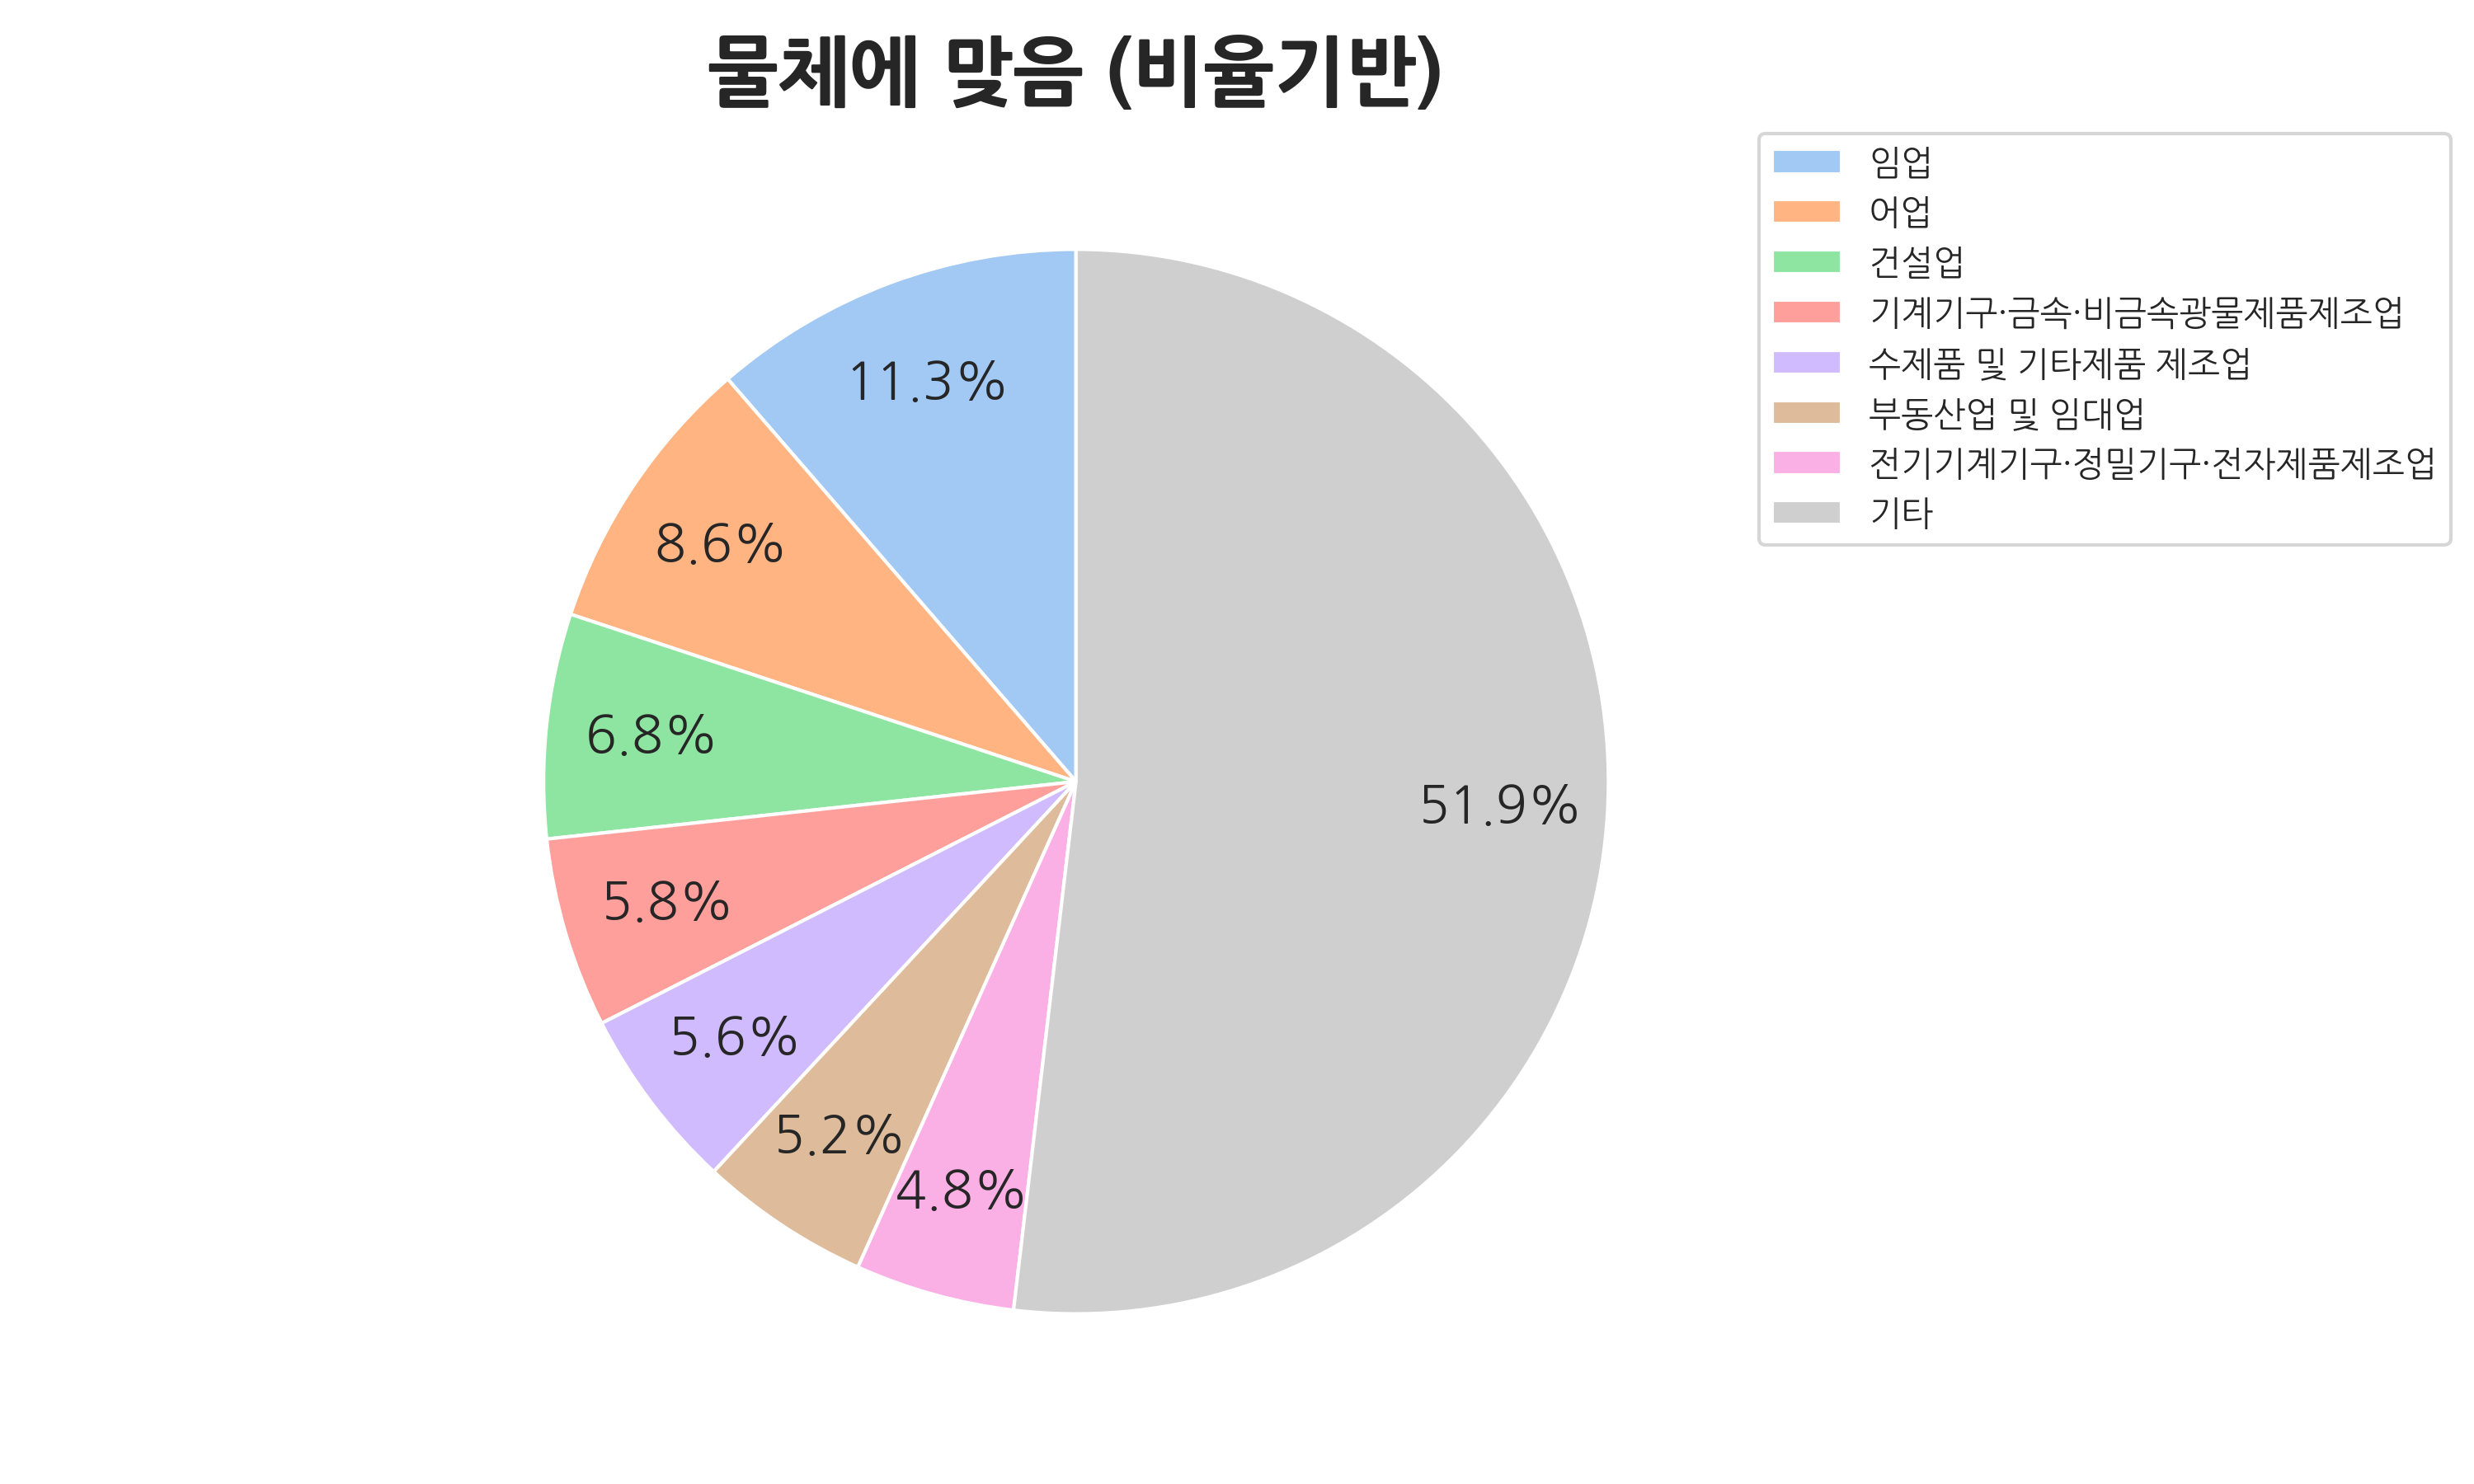 물체에 맞음 (비율기반)
임업
어업
건설업
기계기구·금속·비금속광물제품제조업
수제품 및 기타제품 제조업
부동산업 및 임대업
전기기계기구·정밀기구·전자제품제조업
기타
11.3%
8.6%
6.8%
51.9%
5.8%
5.6%
5.2%
4.8%